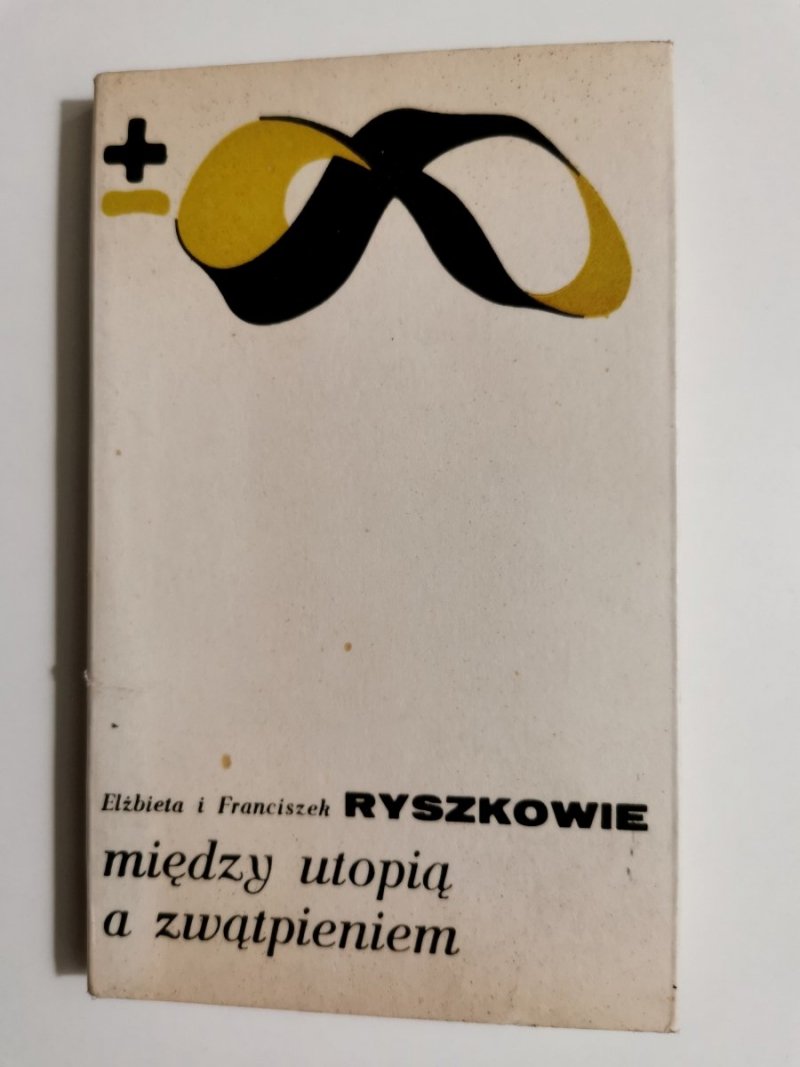 ±
Elżbieta i Franciszek RYSZKOWIE
między utopią
a zwątpieniem